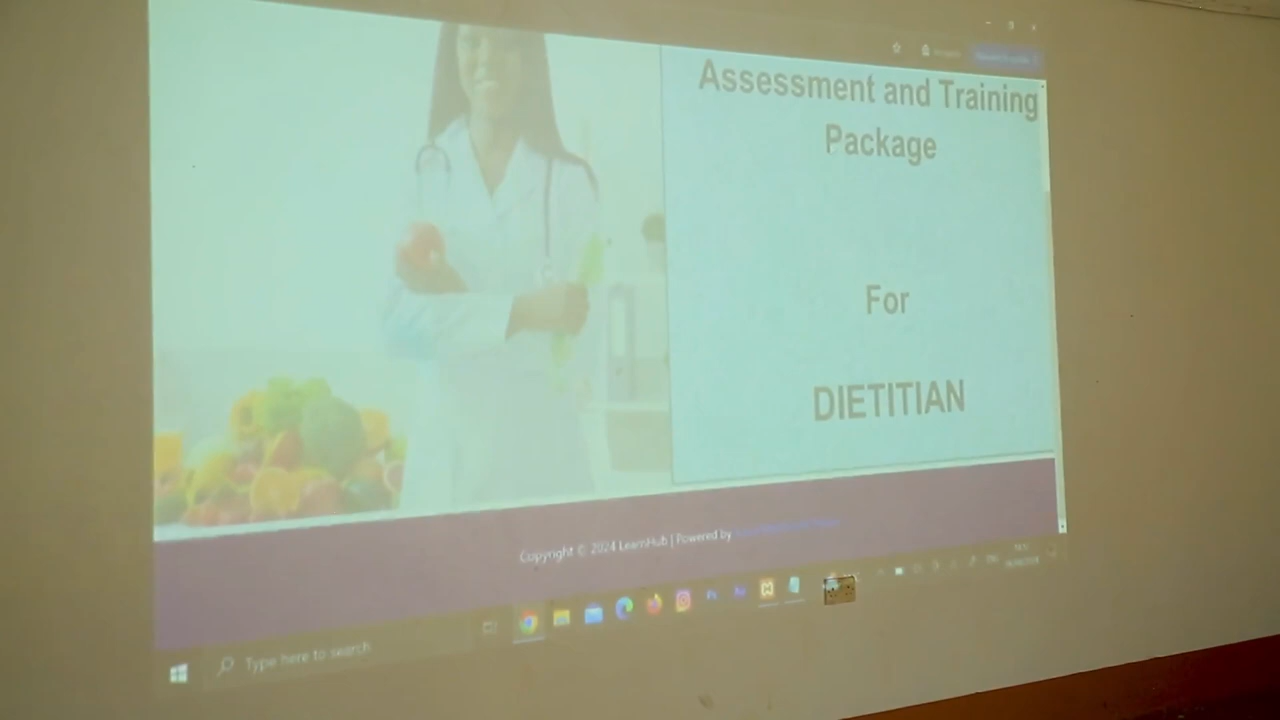 Assessment and Training
Package
For
DIETITIAN
Copyright © 2024 LearnHub | Powered by
Type here to search